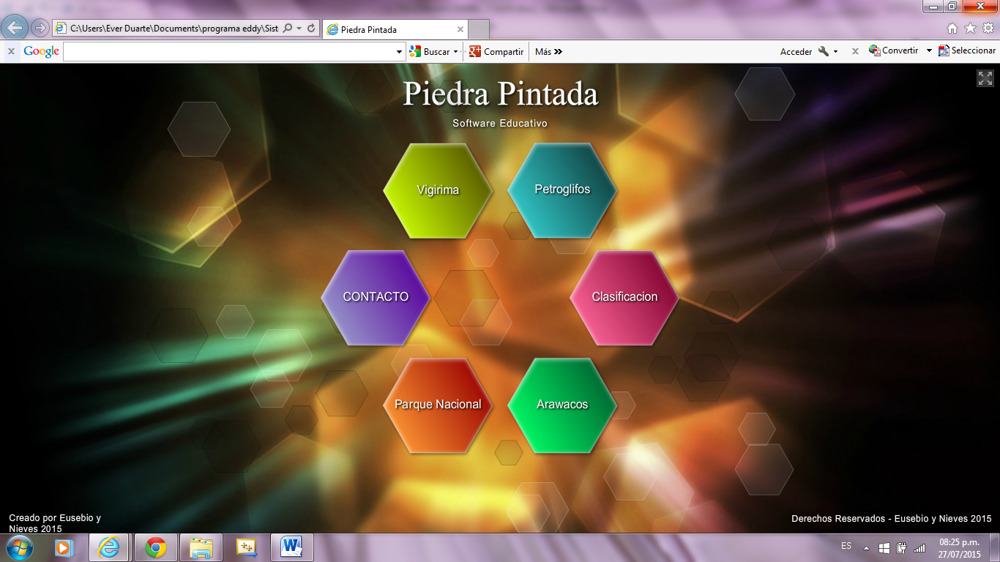 C:\Users\Ever Duarte\Documents\programa eddy\Sist
Piedra Pintada
Google
Buscar
Compartir
Más
Acceder
Convertir
Seleccionar
Piedra Pintada
Software Educativo
Vigirima
Petroglifos
CONTACTO
Clasificacion
Parque Nacional
Arawacos
Creado por Eusebio y
Nieves 2015
Derechos Reservados - Eusebio y Nieves 2015
ES
08:25 p.m.
27/07/2015